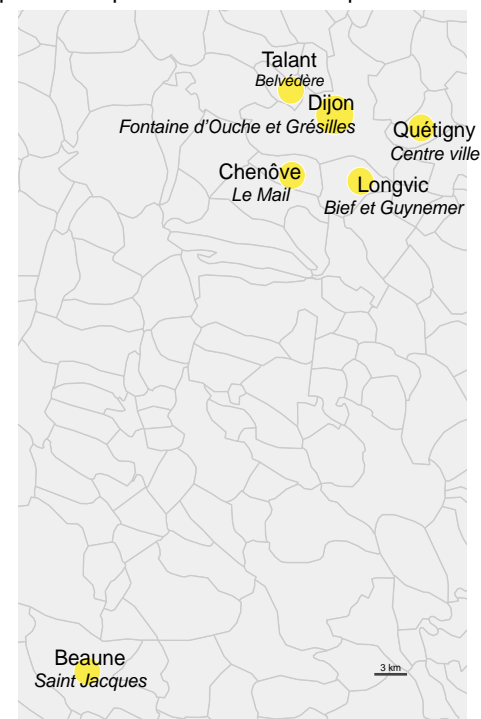 Talant
Belvédère
Dijon
Fontaine d'Ouche et Grésilles
Quétigny
Centre ville
Chenôve
Le Mail
Longvic
Bief et Guynemer
Beaune
Saint Jacques
3 km